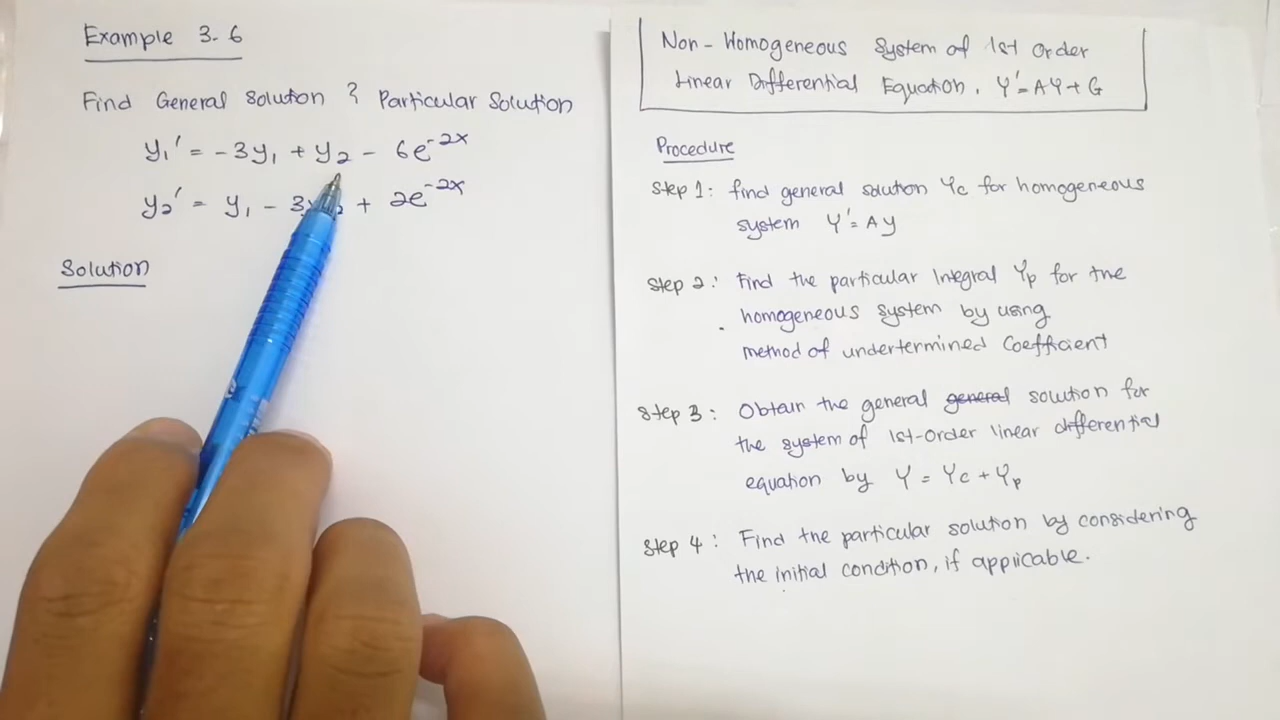 Example 3.6
Find General Solution & Particular Solution
y₁' = -3y₁ + y₂ - 6e⁻²ˣ
y₂' = y₁ - 3y₂ + 2e⁻²ˣ
Solution
Non-Homogeneous System of 1st Order
Linear Differential Equation, Y' = AY + G
Procedure
Step 1: find general solution Yc for homogeneous
system Y' = AY
Step 2: Find the particular Integral Yp for the
homogeneous system by using
method of undertermined Coefficient
Step 3: Obtain the general general solution for
the system of 1st-order linear differential
equation by Y = Yc + Yp
Step 4: Find the particular solution by considering
the initial condition, if applicable.